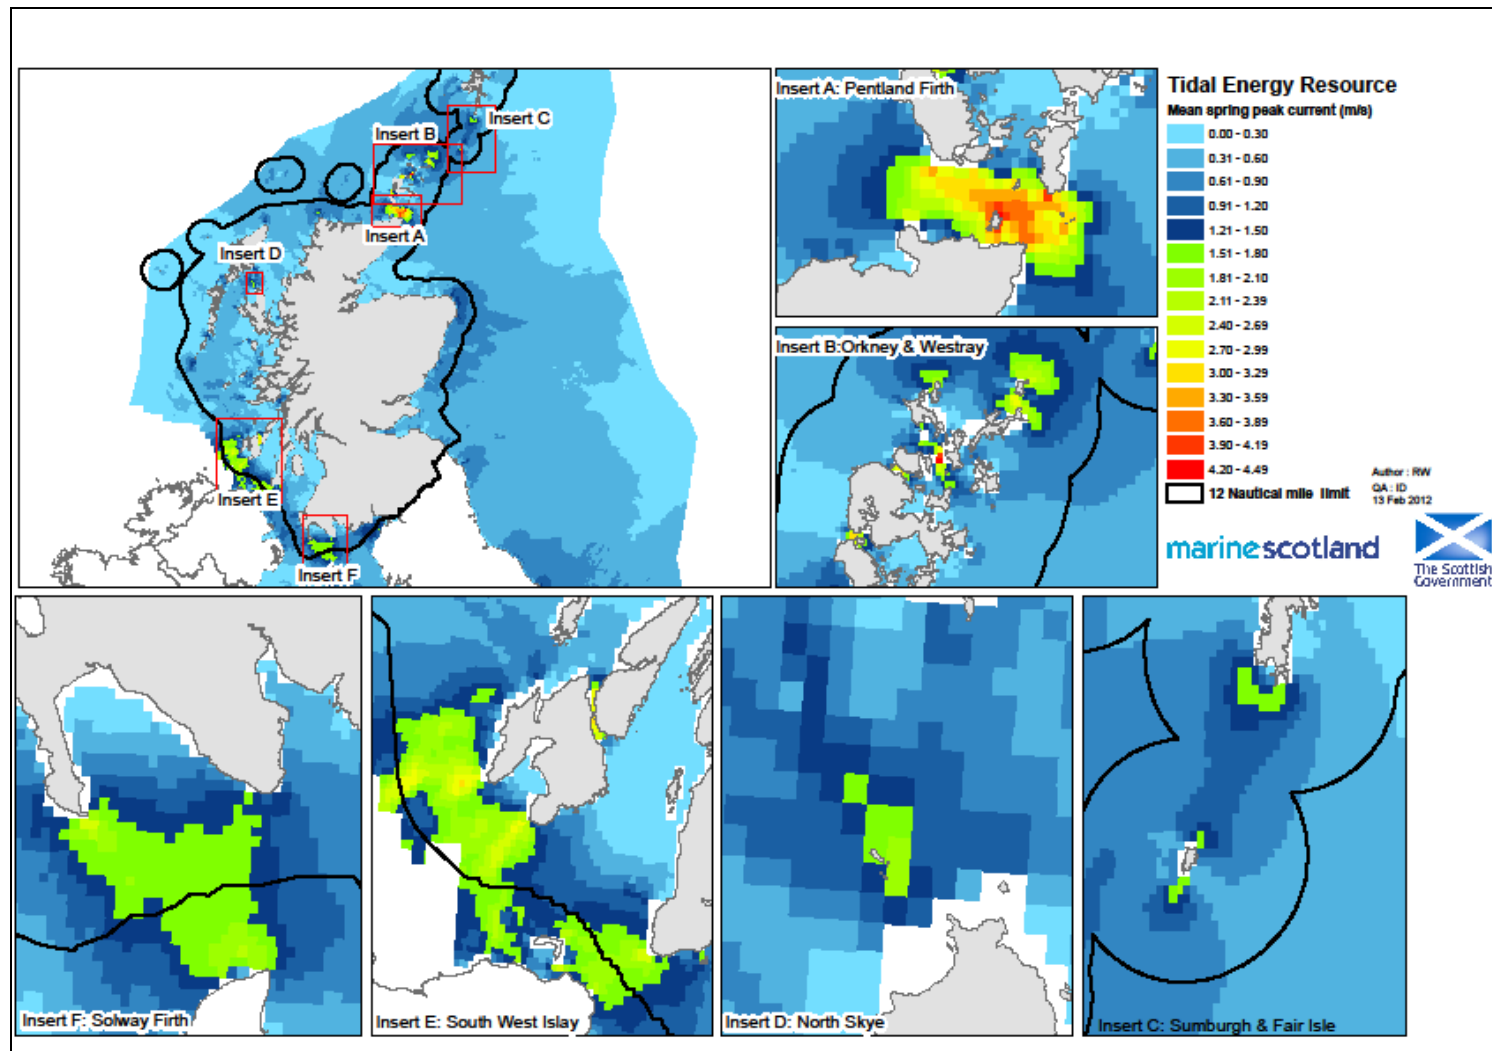 Insert C
Insert B
Insert A
Insert D
Insert E
Insert F
Insert A: Pentland Firth
Insert B:Orkney & Westray
Tidal Energy Resource
Mean spring peak current (m/s)
0.00 - 0.30
0.31 - 0.60
0.61 - 0.90
0.91 - 1.20
1.21 - 1.50
1.51 - 1.80
1.81 - 2.10
2.11 - 2.39
2.40 - 2.69
2.70 - 2.99
3.00 - 3.29
3.30 - 3.59
3.60 - 3.89
3.90 - 4.19
4.20 - 4.49
12 Nautical mile limit
Author : RW
QA : ID
13 Feb 2012
marinescotland
The Scottish
Government
Insert F: Solway Firth
Insert E: South West Islay
Insert D: North Skye
Insert C: Sumburgh & Fair Isle